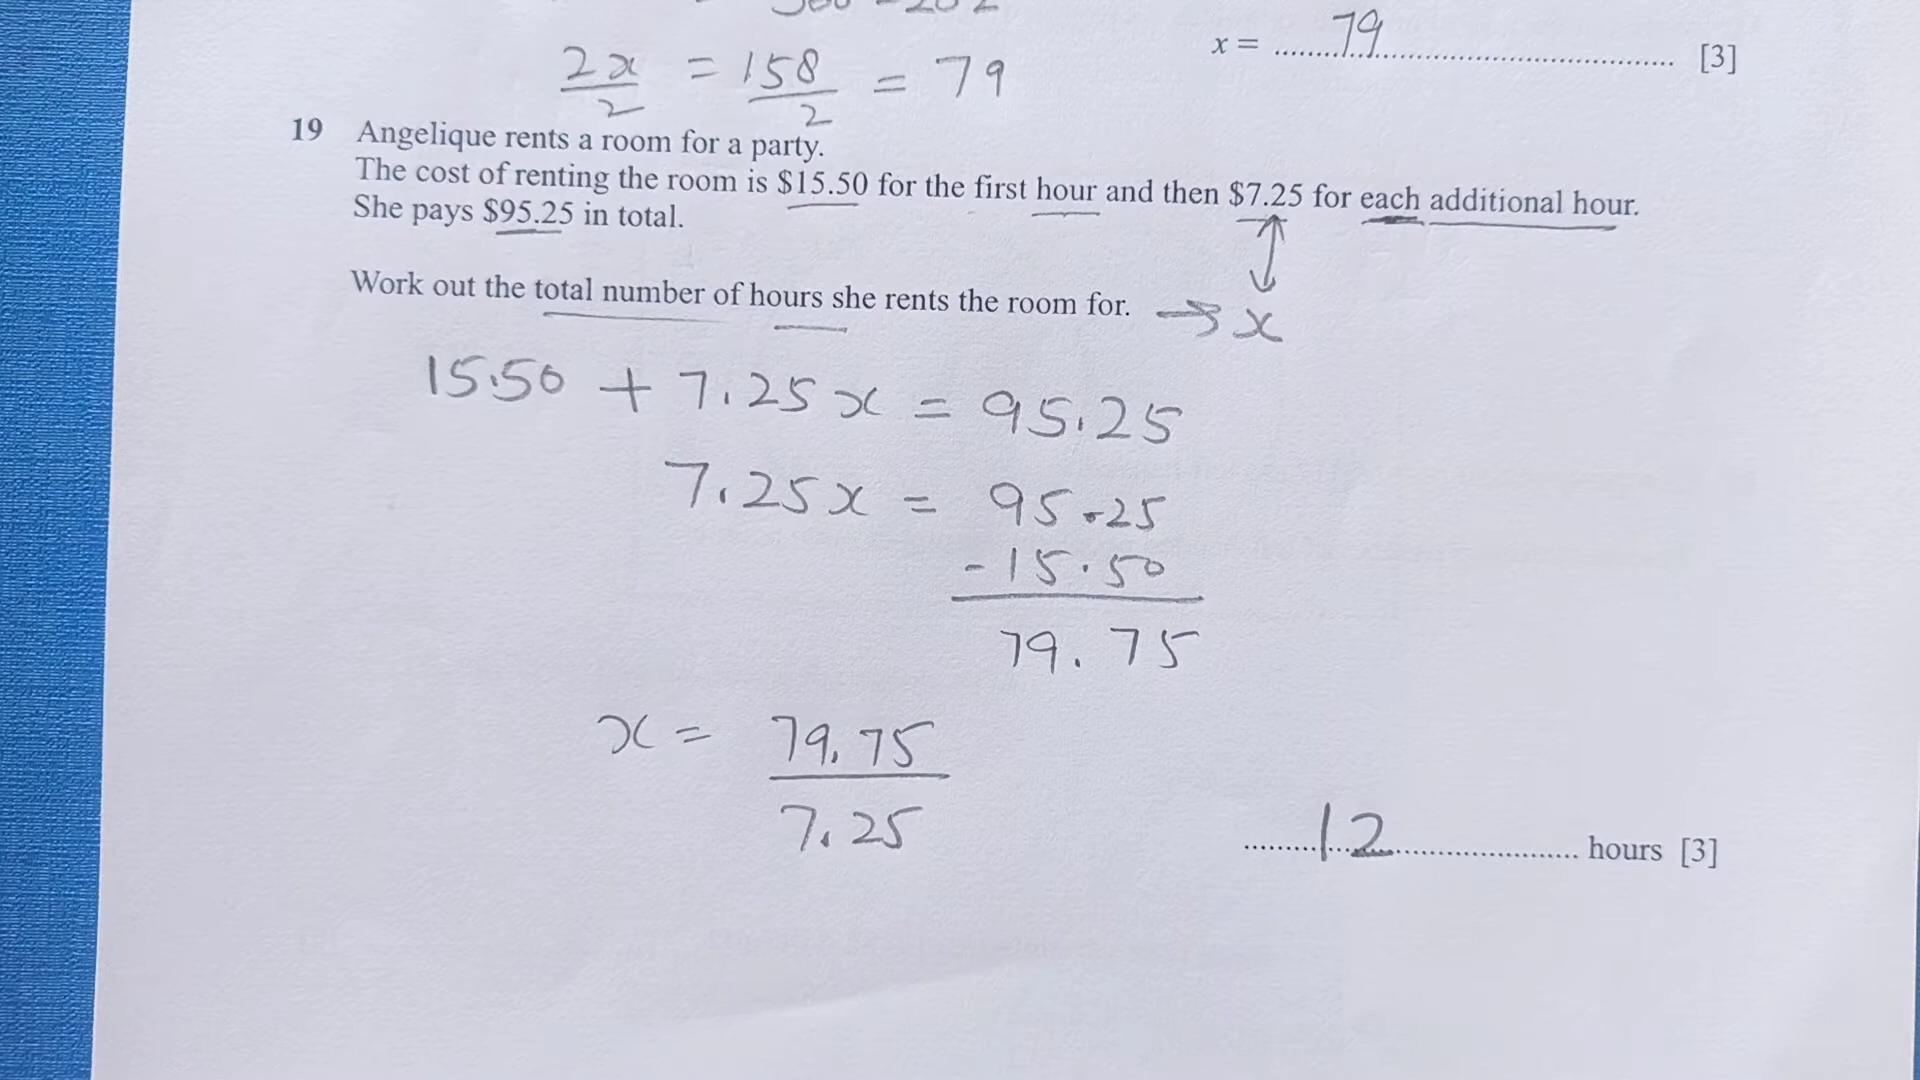 x = ........79........ [3]
2x/2 = 158/2 = 79
19 Angelique rents a room for a party.
The cost of renting the room is $15.50 for the first hour and then $7.25 for each additional hour.
She pays $95.25 in total.
Work out the total number of hours she rents the room for. → x
15.50 + 7.25x = 95.25
7.25x = 95.25
-15.50
79.75
x = 79.75/7.25
........12........ hours [3]